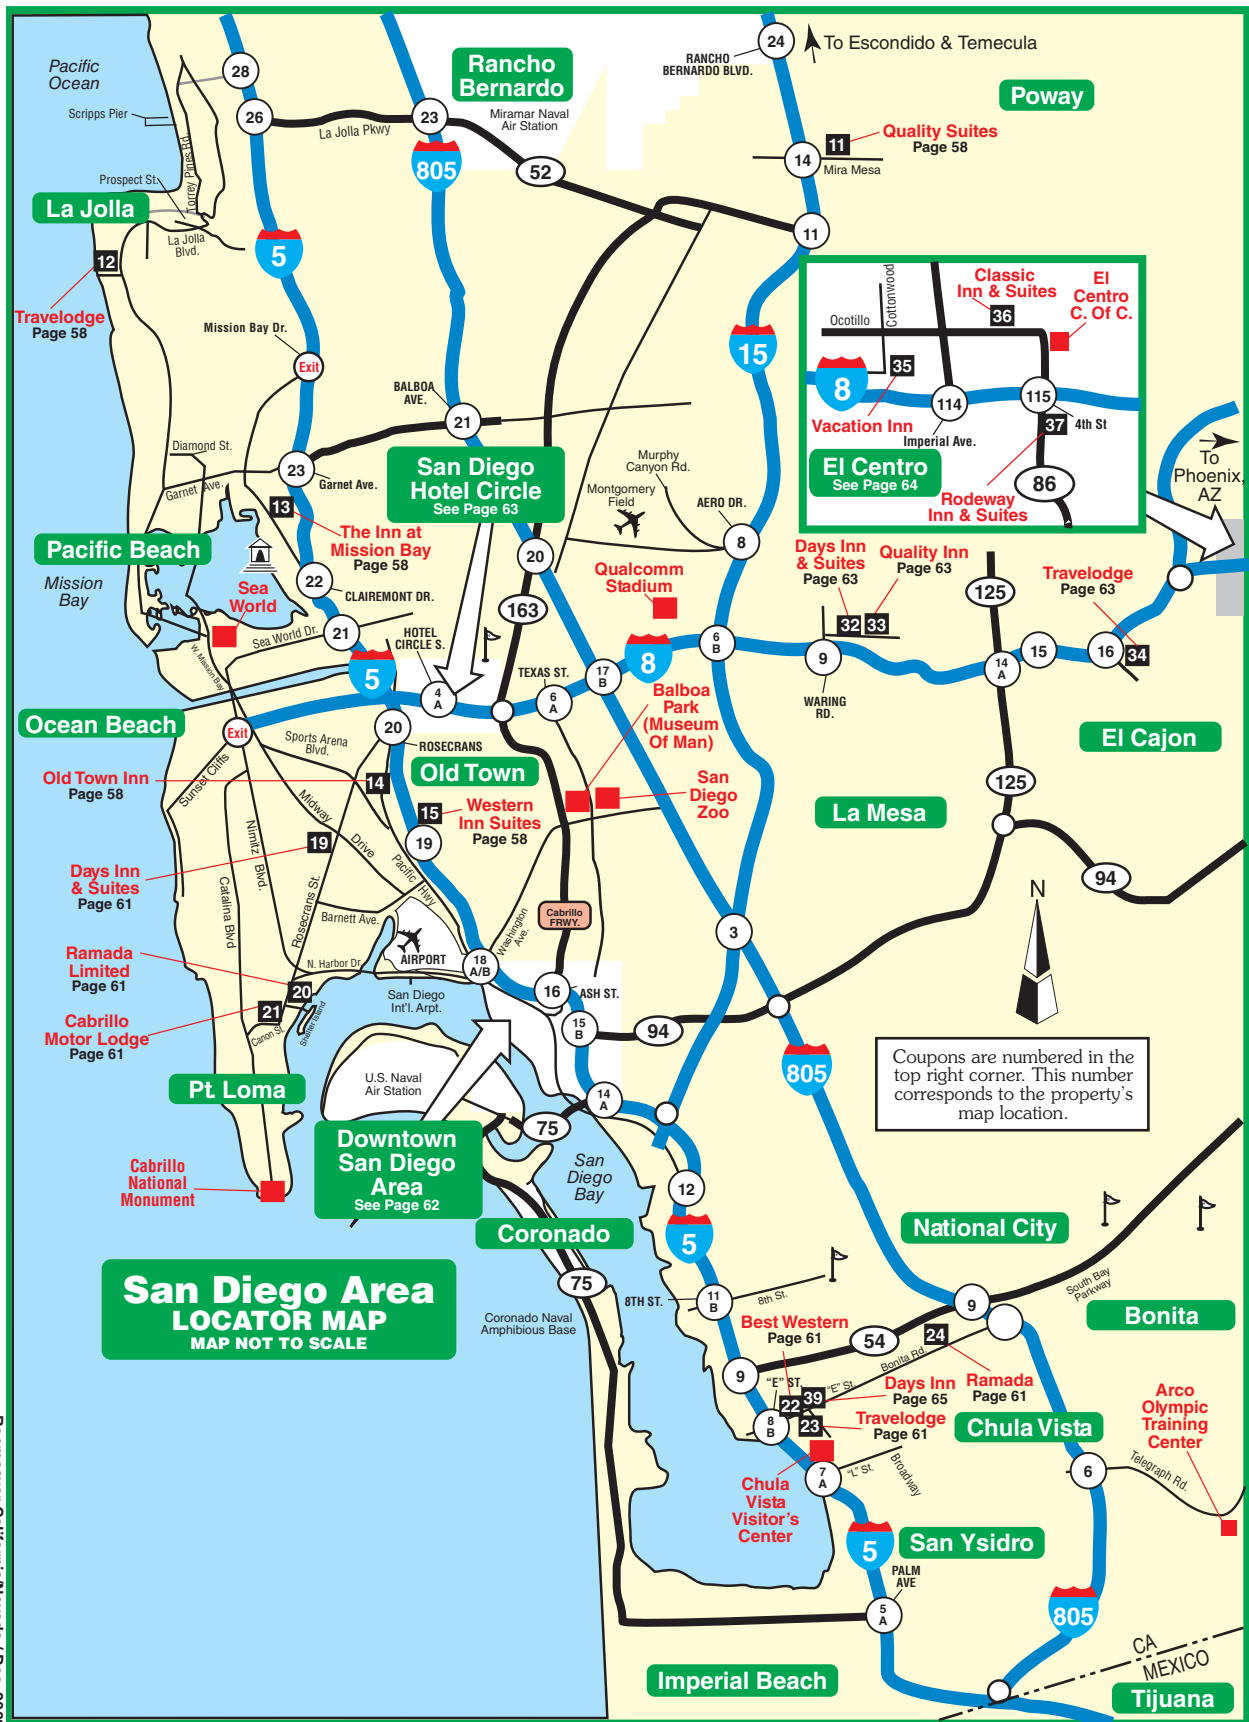 Pacific
Ocean
Scripps Pier
28
26
La Jolla Pkwy
23
805
Rancho
Bernardo
Miramar Naval
Air Station
52
RANCHO
BERNARDO BLVD.
24
To Escondido & Temecula
Poway
11
Quality Suites
Page 58
14
Mira Mesa
11
Torrey Pines Rd.
Prospect St.
La Jolla
La Jolla
Blvd.
5
12
Travelodge
Page 58
Mission Bay Dr.
Exit
BALBOA
AVE.
21
15
Ocotillo
Cottonwood
Classic
Inn & Suites
36
El
Centro
C. Of C.
35
8
114
115
Vacation Inn
Imperial Ave.
4th St
37
El Centro
See Page 64
Rodeway
Inn & Suites
86
To
Phoenix,
AZ
Diamond St.
Garnet Ave.
23
Garnet Ave.
San Diego
Hotel Circle
See Page 63
Murphy
Canyon Rd.
Montgomery
Field
AERO DR.
8
13
The Inn at
Mission Bay
Page 58
Pacific Beach
Mission
Bay
Sea
World
22
CLAIREMONT DR.
21
Sea World Dr.
W. Mission Bay
20
163
Qualcomm
Stadium
Days Inn
& Suites
Page 63
Quality Inn
Page 63
32
33
125
Travelodge
Page 63
HOTEL
CIRCLE S.
5
4
A
TEXAS ST.
6
A
17
B
8
6
B
9
WARING
RD.
14
A
15
16
34
Ocean Beach
Exit
Sports Arena
Blvd.
20
ROSECRANS
Sunset Cliffs
Old Town Inn
Page 58
14
Old Town
Balboa
Park
(Museum
Of Man)
San
Diego
Zoo
El Cajon
125
La Mesa
15
Western
Inn Suites
Page 58
19
Midway
Drive
Pacific
Hwy
19
Nimitz Blvd.
Days Inn
& Suites
Page 61
Catalina Blvd
Rosecrans St.
Barnett Ave.
94
N
Washington
Ave.
Cabrillo
FRWY.
3
Ramada
Limited
Page 61
AIRPORT
N. Harbor Dr.
18
A/B
San Diego
Int'l. Arpt.
20
21
Canon St.
Shelter Island
Cabrillo
Motor Lodge
Page 61
16
ASH ST.
15
B
94
805
Coupons are numbered in the
top right corner. This number
corresponds to the property's
map location.
Pt. Loma
U.S. Naval
Air Station
14
A
75
Downtown
San Diego
Area
See Page 62
San
Diego
Bay
12
Cabrillo
National
Monument
Coronado
5
National City
San Diego Area
LOCATOR MAP
MAP NOT TO SCALE
75
Coronado Naval
Amphibious Base
8TH ST.
11
B
8th St.
9
South Bay
Parkway
Bonita
Best Western
Page 61
54
24
Bonita Rd.
9
"E" ST.
"E" St.
22
39
Days Inn
Page 65
Ramada
Page 61
8
B
23
Travelodge
Page 61
Chula Vista
Arco
Olympic
Training
Center
7
A
"L" St.
Broadway
6
Telegraph Rd.
Chula
Vista
Visitor's
Center
5
San Ysidro
PALM
AVE
5
A
805
CA
MEXICO
Imperial Beach
Tijuana